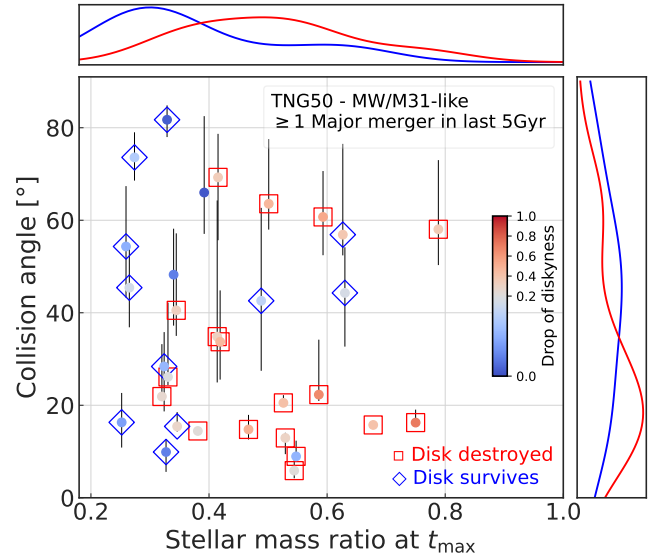 TNG50 - MW/M31-like
≥ 1 Major merger in last 5Gyr
80
60
40
20
0
Collision angle [°]
1.0
0.8
0.6
0.4
0.2
0.0
Drop of diskyness
Disk destroyed
Disk survives
0.2 0.4 0.6 0.8 1.0
Stellar mass ratio at tmax